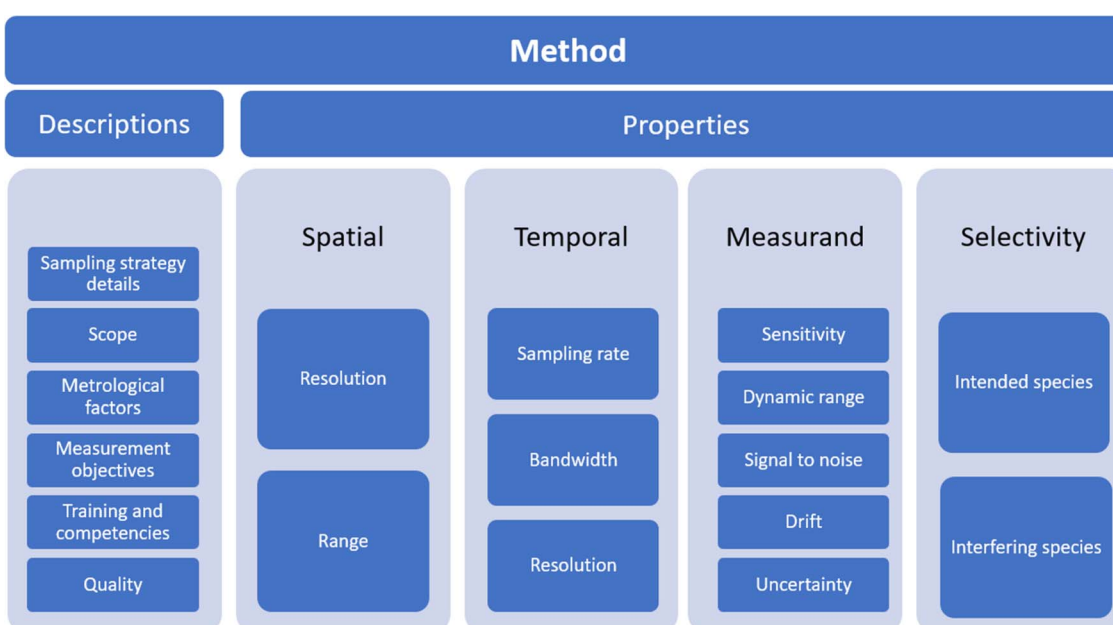 Method
Descriptions
Properties
Sampling strategy
details
Scope
Metrological
factors
Measurement
objectives
Training and
competencies
Quality
Spatial
Resolution
Range
Temporal
Sampling rate
Bandwidth
Resolution
Measurand
Sensitivity
Dynamic range
Signal to noise
Drift
Uncertainty
Selectivity
Intended species
Interfering species